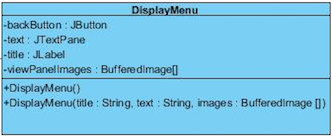 DisplayMenu
-backButton : JButton
-text : JTextPane
-title : JLabel
-viewPanelImages : BufferedImage[]
+DisplayMenu()
+DisplayMenu(title : String, text : String, images : BufferedImage [])